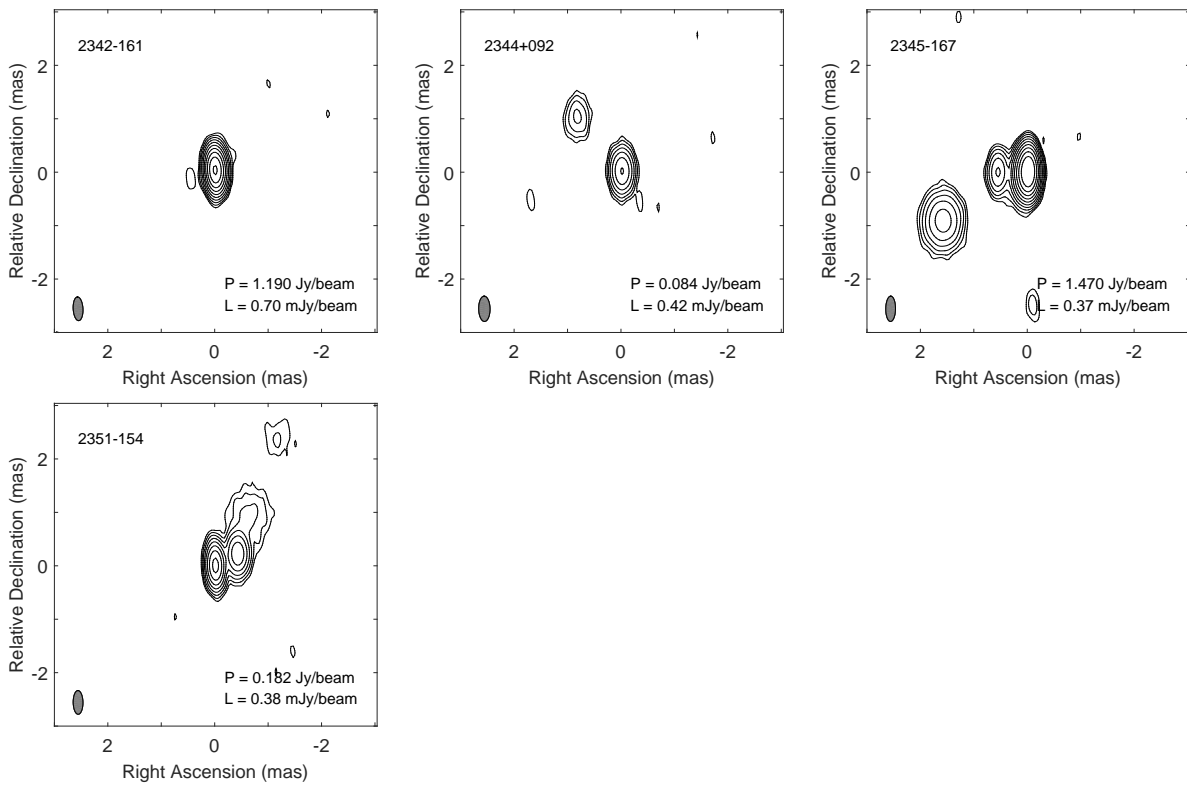 2342-161
P = 1.190 Jy/beam
L = 0.70 mJy/beam
2
0
-2
Relative Declination (mas)
2
0
-2
Right Ascension (mas)
2344+092
P = 0.084 Jy/beam
L = 0.42 mJy/beam
2
0
-2
Relative Declination (mas)
2
0
-2
Right Ascension (mas)
2345-167
P = 1.470 Jy/beam
L = 0.37 mJy/beam
2
0
-2
Relative Declination (mas)
2
0
-2
Right Ascension (mas)
2351-154
P = 0.182 Jy/beam
L = 0.38 mJy/beam
2
0
-2
Relative Declination (mas)
2
0
-2
Right Ascension (mas)